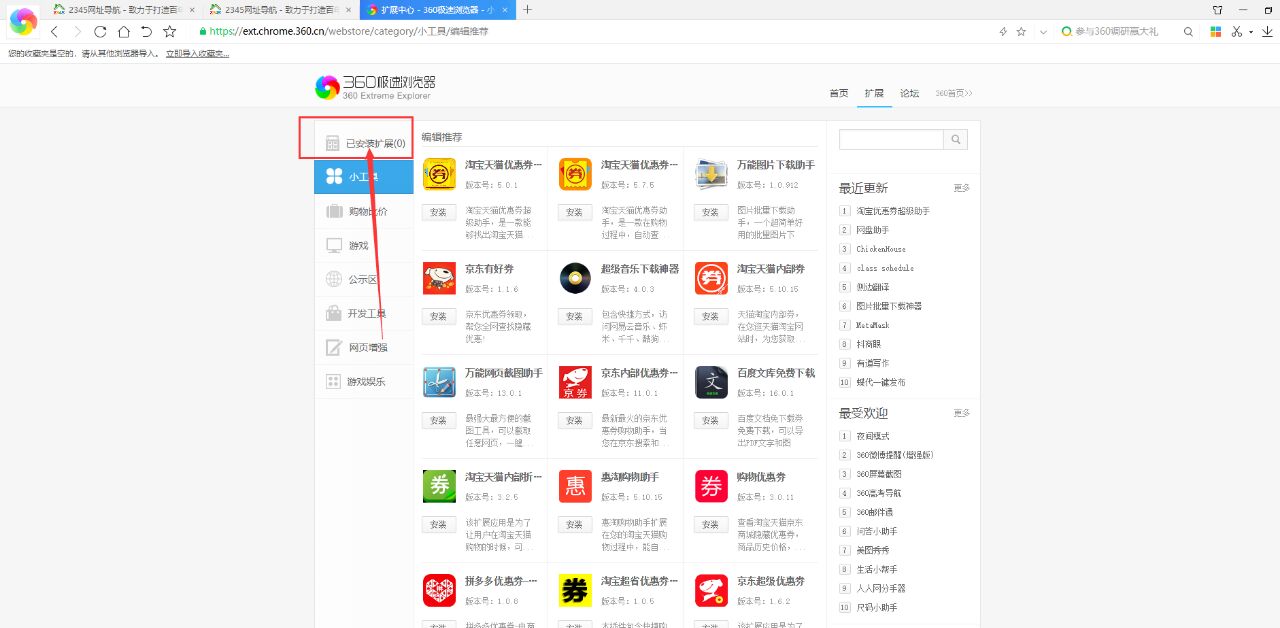 2345网址导航 - 致力于打造百
2345网址导航 - 致力于打造百
扩展中心 - 360极速浏览器 - 小
https://ext.chrome.360.cn/webstore/category/小工具/编辑推荐
参与360调研赢大礼
您的收藏夹是空的，请从其他浏览器导入。 立即导入收藏夹...
360极速浏览器
360 Extreme Explorer
首页 扩展 论坛 360首页>>
已安装扩展(0)
小工具
购物比价
游戏
公示区
开发工具
网页增强
游戏娱乐
编辑推荐
淘宝天猫优惠券···
版本号: 5.0.1
安装
淘宝天猫优惠券超
级助手，是一款能
够找出淘宝天猫...
淘宝天猫优惠券···
版本号: 5.7.5
安装
淘宝天猫优惠券助
手，是一款在购物
过程中，自动查...
万能图片下载助手
版本号: 1.0.912
安装
图片批量下载助
手，一个超简单好
用的批量图片下
京东有好券
版本号: 1.1.6
安装
京东优惠券领取，
帮您全网查找隐藏
优惠!
超级音乐下载神器
版本号: 4.0.3
安装
包含快捷方式，访
问网易云音乐、虾
米、千千、酷狗...
淘宝天猫内部券
版本号: 5.10.15
安装
天猫淘宝内部券，
在您逛天猫淘宝网
站时，为您获取...
万能网页截图助手
版本号: 13.0.1
安装
最强大最方便的截
图工具，可以截取
任意网页，一键...
京券
京东内部优惠券···
版本号: 11.0.1
安装
最新最火的京东优
惠券购物助手，当
您在京东搜索和...
文
百度文库免费下载
版本号: 16.0.1
安装
百度文档免下载券
免费下载，可以导
出PDF文字和图
券
淘宝天猫内部折···
版本号: 3.2.5
安装
该扩展应用是为了
让用户在淘宝天猫
购物的时候，可...
惠
惠淘购物助手
版本号: 5.10.15
安装
惠淘购物助手扩展
在您的淘宝天猫购
物过程中，能自...
券
购物优惠券
版本号: 3.0.11
安装
查看淘宝天猫京东
商城隐藏优惠券，
商品历史价格，...
拼多多优惠券—···
版本号: 1.0.8
券
淘宝超省优惠券···
版本号: 1.0.5
京东超级优惠券
版本号: 1.6.2
最近更新 更多
1 淘宝优惠券超级助手
2 网盘助手
3 ChickenHouse
4 class schedule
5 侧达翻译
6 图片批量下载神器
7 MetaMask
8 抖商眼
9 有道写作
10 蝶代一键发布
最受欢迎 更多
1 夜间模式
2 360微博提醒(增强版)
3 360屏幕截图
4 360高考导航
5 360邮件通
6 问答小助手
7 美图秀秀
8 生活小帮手
9 人人网分手器
10 尺码小助手